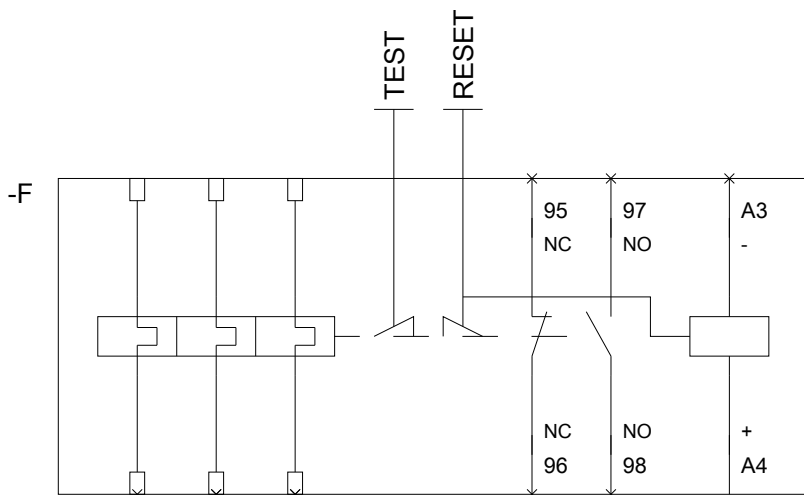 TEST
RESET
-F
95 97 A3
NC NO -
NC NO +
96 98 A4